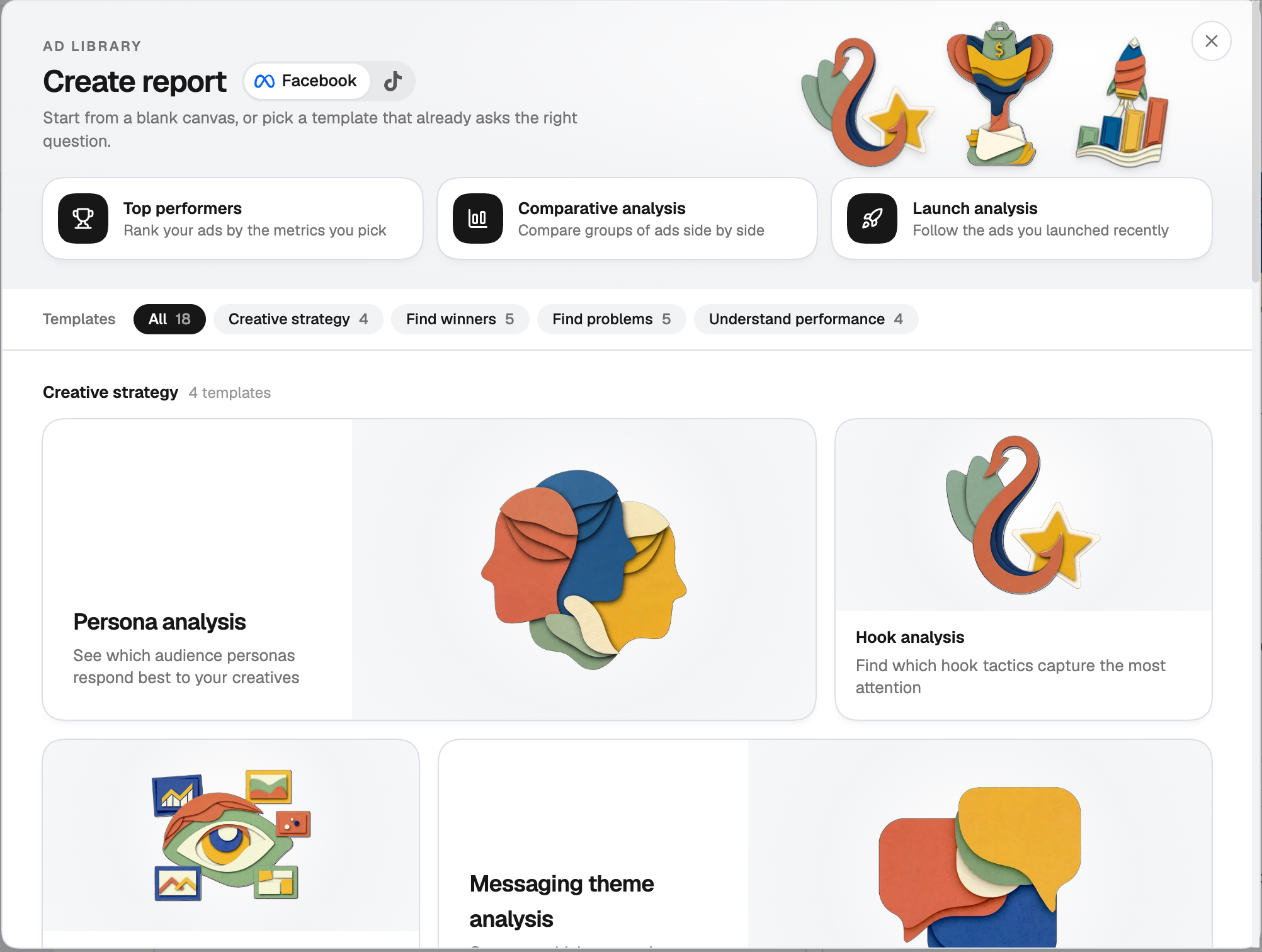 AD LIBRARY
Create report
Facebook
Start from a blank canvas, or pick a template that already asks the right
question.
$
Top performers
Rank your ads by the metrics you pick
Comparative analysis
Compare groups of ads side by side
Launch analysis
Follow the ads you launched recently
Templates
All 18
Creative strategy 4
Find winners 5
Find problems 5
Understand performance 4
Creative strategy 4 templates
Persona analysis
See which audience personas
respond best to your creatives
Hook analysis
Find which hook tactics capture the most
attention
Messaging theme
analysis